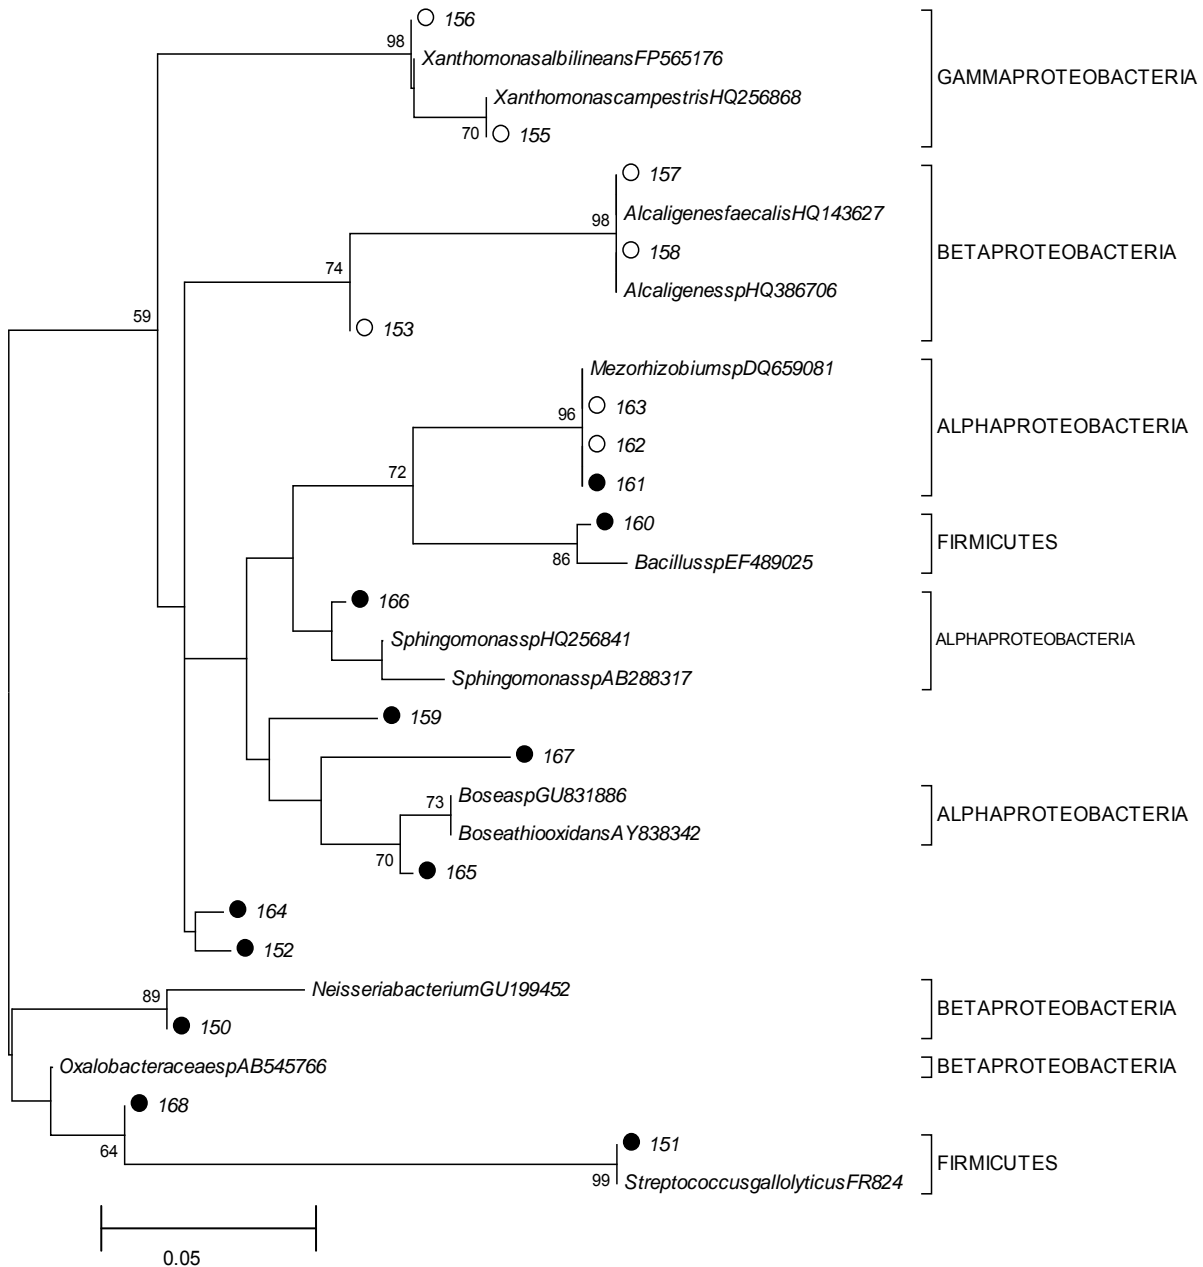 156
98
XanthomonasalbilineansFP565176
GAMMAPROTEOBACTERIA
XanthomonascampestrisHQ256868
70
155
157
AlcaligenesfaecalisHQ143627
98
158
BETAPROTEOBACTERIA
74
AlcaligenesspHQ386706
59
153
MezorhizobiumspDQ659081
163
96
ALPHAPROTEOBACTERIA
162
72
161
160
FIRMICUTES
86
BacillusspEF489025
166
SphingomonasspHQ256841
ALPHAPROTEOBACTERIA
SphingomonasspAB288317
159
167
73
BoseaspGU831886
ALPHAPROTEOBACTERIA
BoseathiooxidansAY838342
70
165
164
152
89
NeisseriabacteriumGU199452
BETAPROTEOBACTERIA
150
OxalobacteraceaespAB545766
BETAPROTEOBACTERIA
168
64
151
FIRMICUTES
99
StreptococcusgallolyticusFR824
0.05